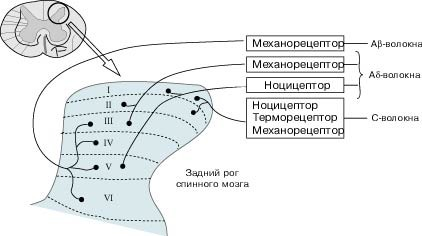 Механорецептор
Aβ-волокна
Механорецептор
Aδ-волокна
Ноцицептор
Ноцицептор
Терморецептор
Механорецептор
C-волокна
I
II
III
IV
V
VI
Задний рог
спинного мозга